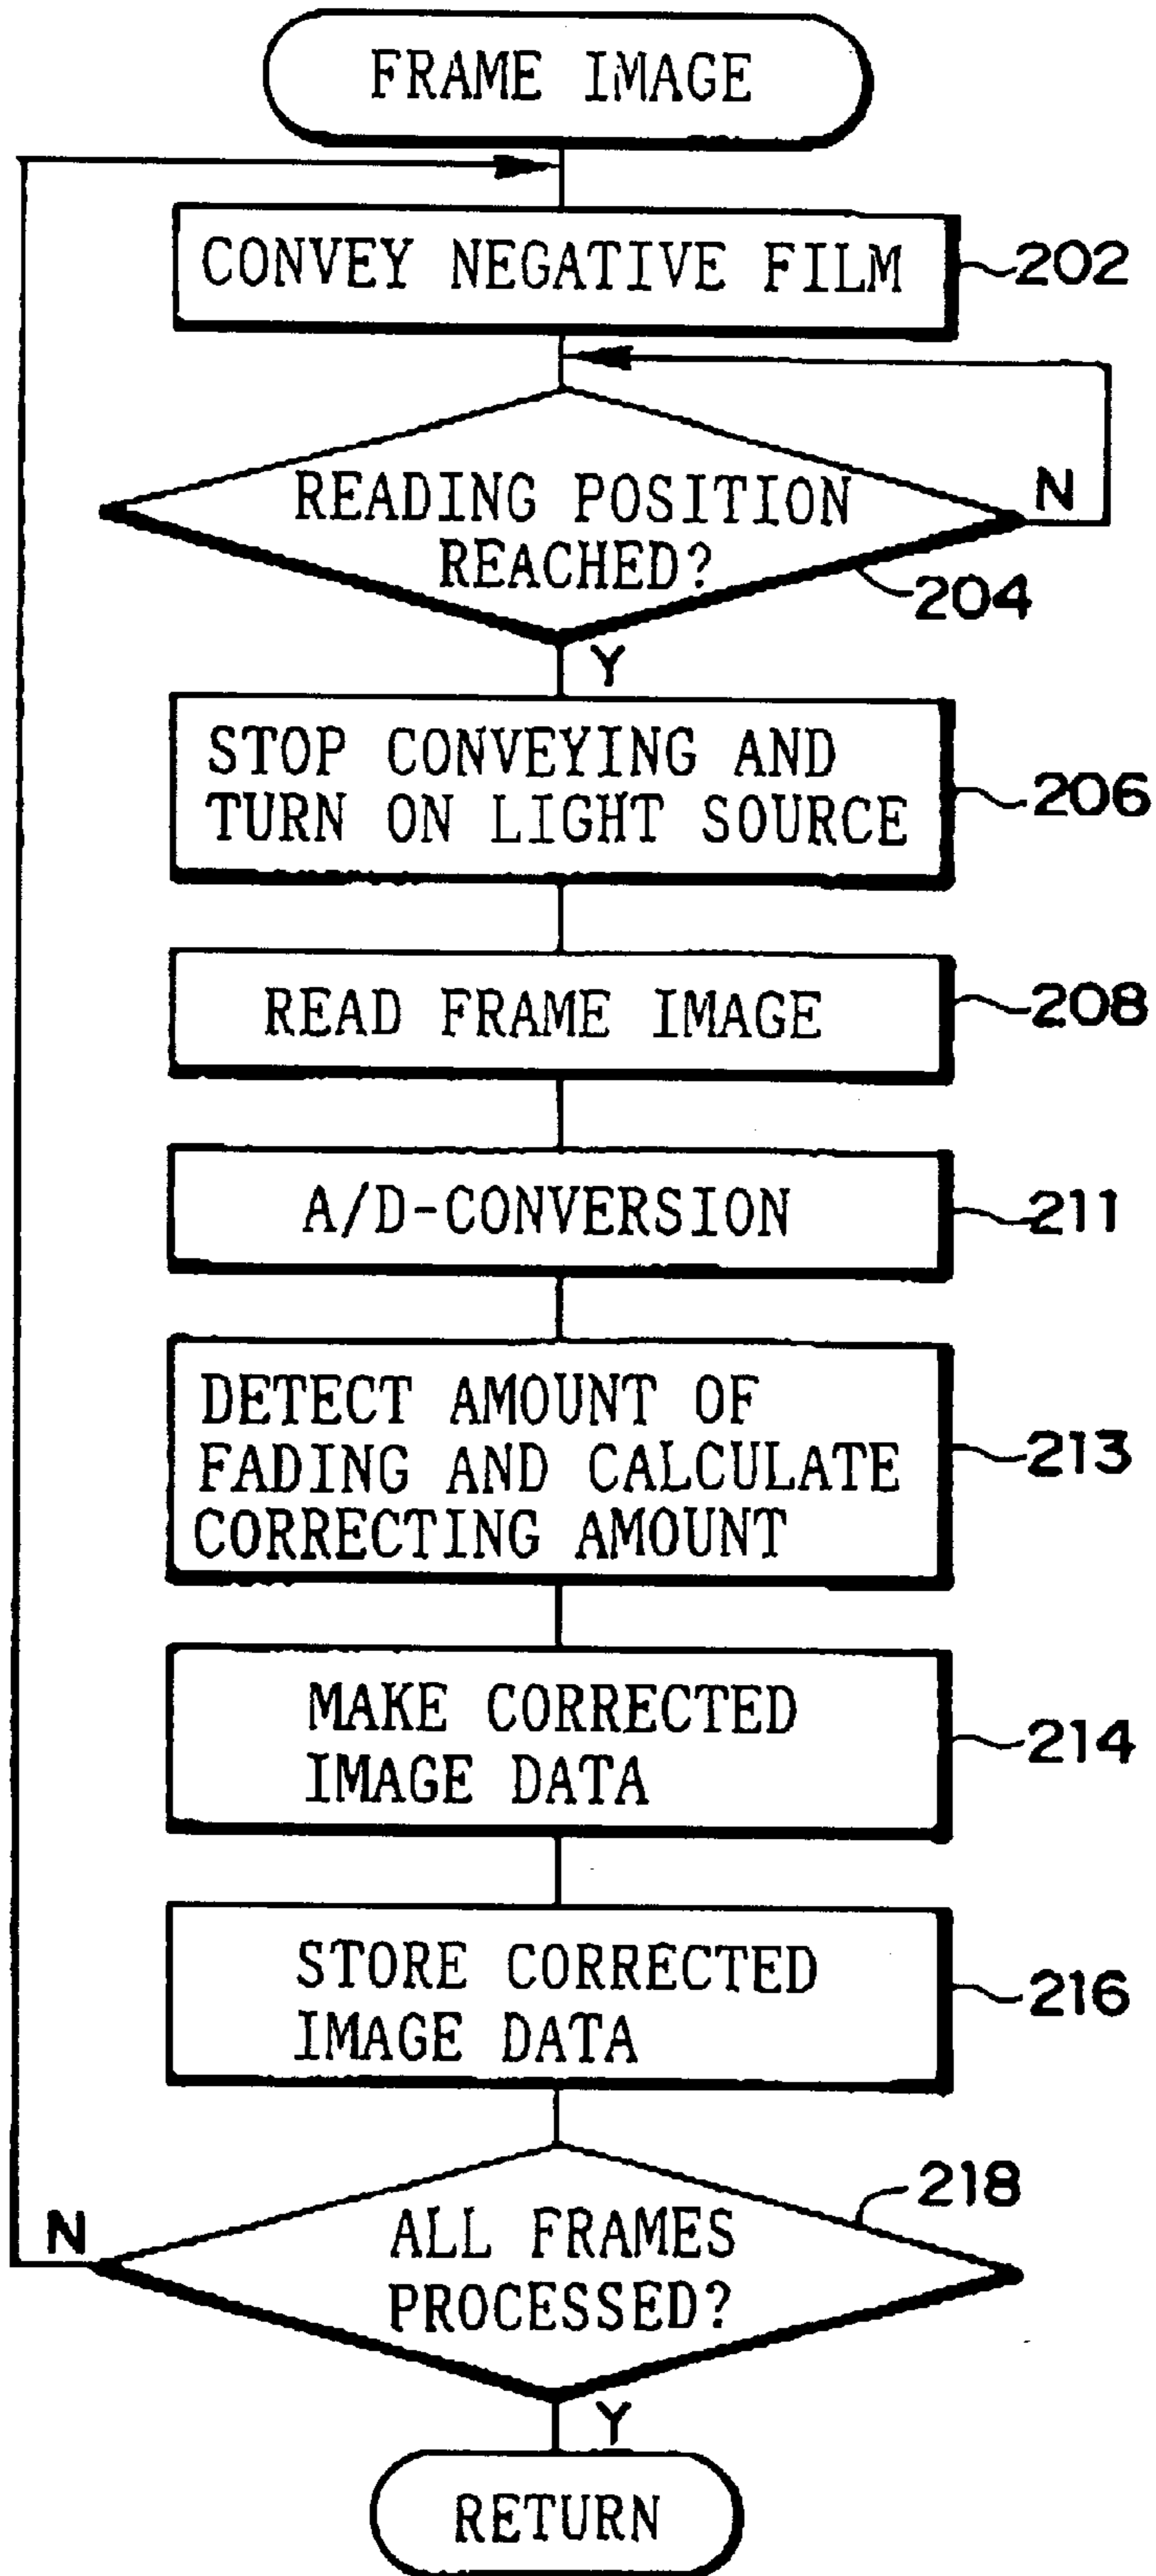 FRAME IMAGE
CONVEY NEGATIVE FILM
202
READING POSITION
REACHED?
N
204
Y
STOP CONVEYING AND
TURN ON LIGHT SOURCE
206
READ FRAME IMAGE
208
A/D-CONVERSION
211
DETECT AMOUNT OF
FADING AND CALCULATE
CORRECTING AMOUNT
213
MAKE CORRECTED
IMAGE DATA
214
STORE CORRECTED
IMAGE DATA
216
218
N
ALL FRAMES
PROCESSED?
Y
RETURN